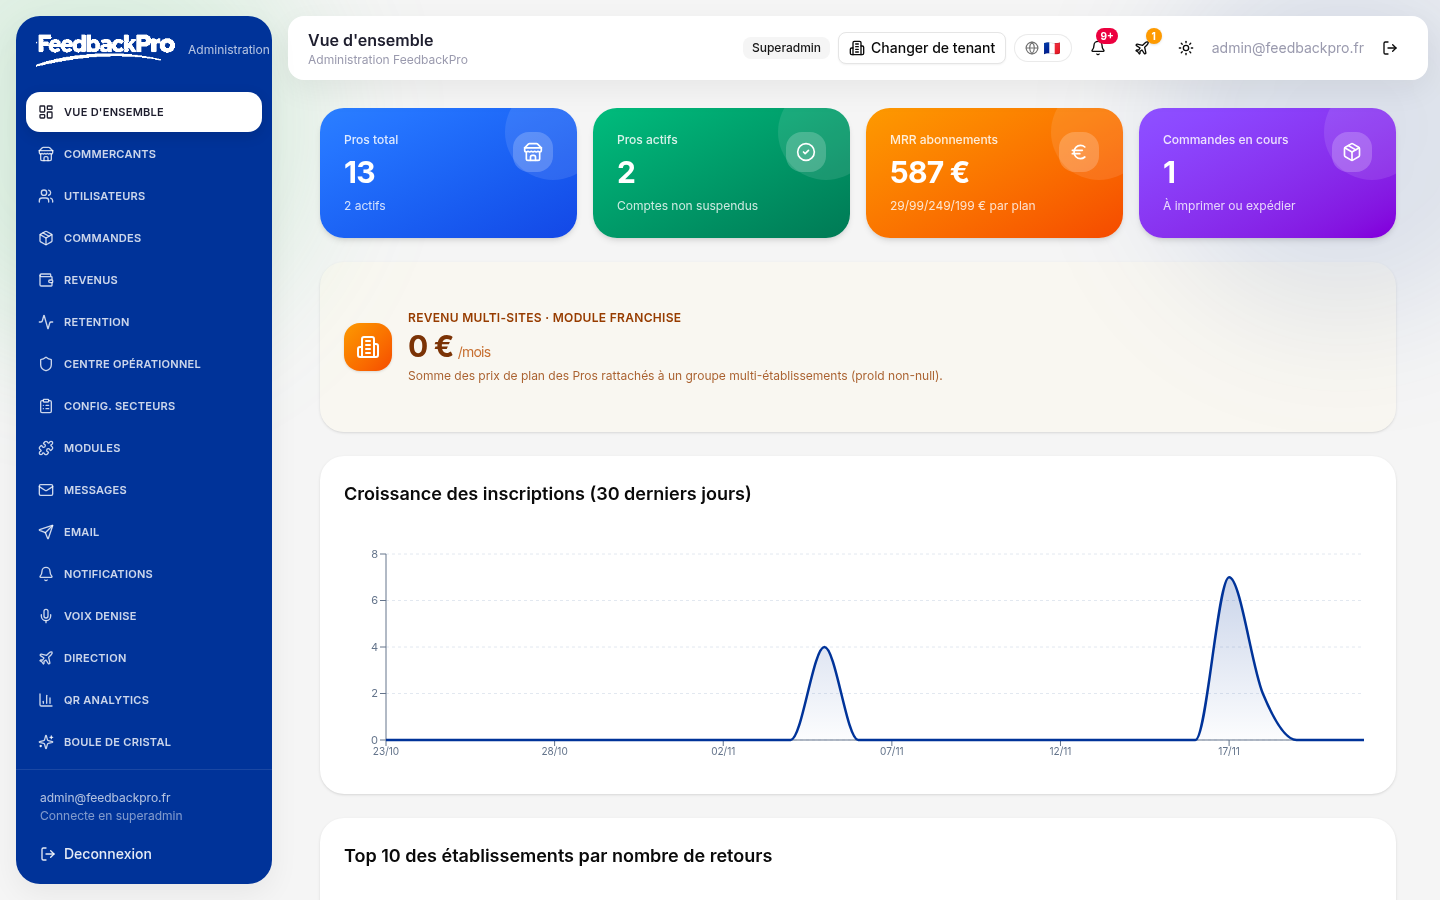 FeedbackPro
Administration
VUE D'ENSEMBLE
COMMERCANTS
UTILISATEURS
COMMANDES
REVENUS
RETENTION
CENTRE OPÉRATIONNEL
CONFIG. SECTEURS
MODULES
MESSAGES
EMAIL
NOTIFICATIONS
VOIX DENISE
DIRECTION
QR ANALYTICS
BOULE DE CRISTAL
admin@feedbackpro.fr
Connecte en superadmin
Deconnexion
Vue d'ensemble
Administration FeedbackPro
Superadmin
Changer de tenant
9+
1
admin@feedbackpro.fr
Pros total
13
2 actifs
Pros actifs
2
Comptes non suspendus
MRR abonnements
587 €
29/99/249/199 € par plan
Commandes en cours
1
À imprimer ou expédier
REVENU MULTI-SITES · MODULE FRANCHISE
0 € /mois
Somme des prix de plan des Pros rattachés à un groupe multi-établissements (proId non-null).
Croissance des inscriptions (30 derniers jours)
8
6
4
2
0
23/10
28/10
02/11
07/11
12/11
17/11
Top 10 des établissements par nombre de retours